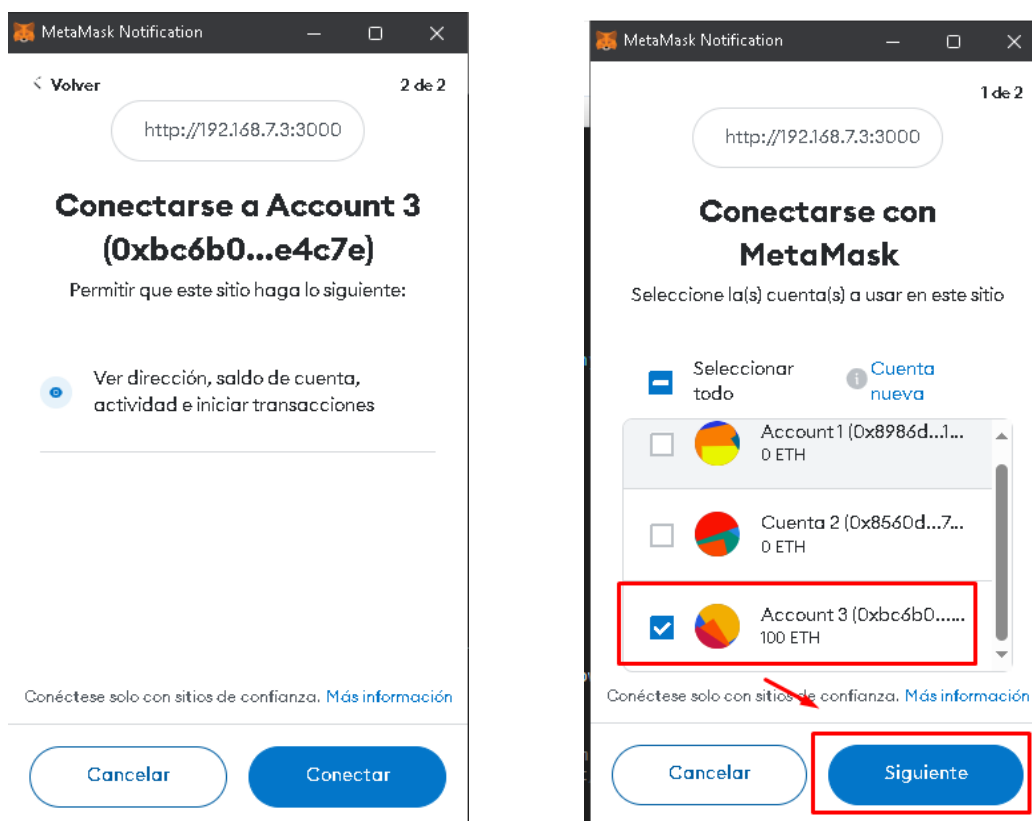 MetaMask Notification
Volver
2 de 2
http://192.168.7.3:3000
Conectarse a Account 3
(0xbc6b0...e4c7e)
Permitir que este sitio haga lo siguiente:
Ver dirección, saldo de cuenta,
actividad e iniciar transacciones
Conéctese solo con sitios de confianza. Más información
Cancelar
Conectar
MetaMask Notification
1 de 2
http://192.168.7.3:3000
Conectarse con
MetaMask
Seleccione la(s) cuenta(s) a usar en este sitio
Seleccionar
todo
Cuenta
nueva
Account 1 (0x8986d...1...
0 ETH
Cuenta 2 (0x8560d...7...
0 ETH
Account 3 (0xbc6b0......
100 ETH
Conéctese solo con sitios de confianza. Más información
Cancelar
Siguiente